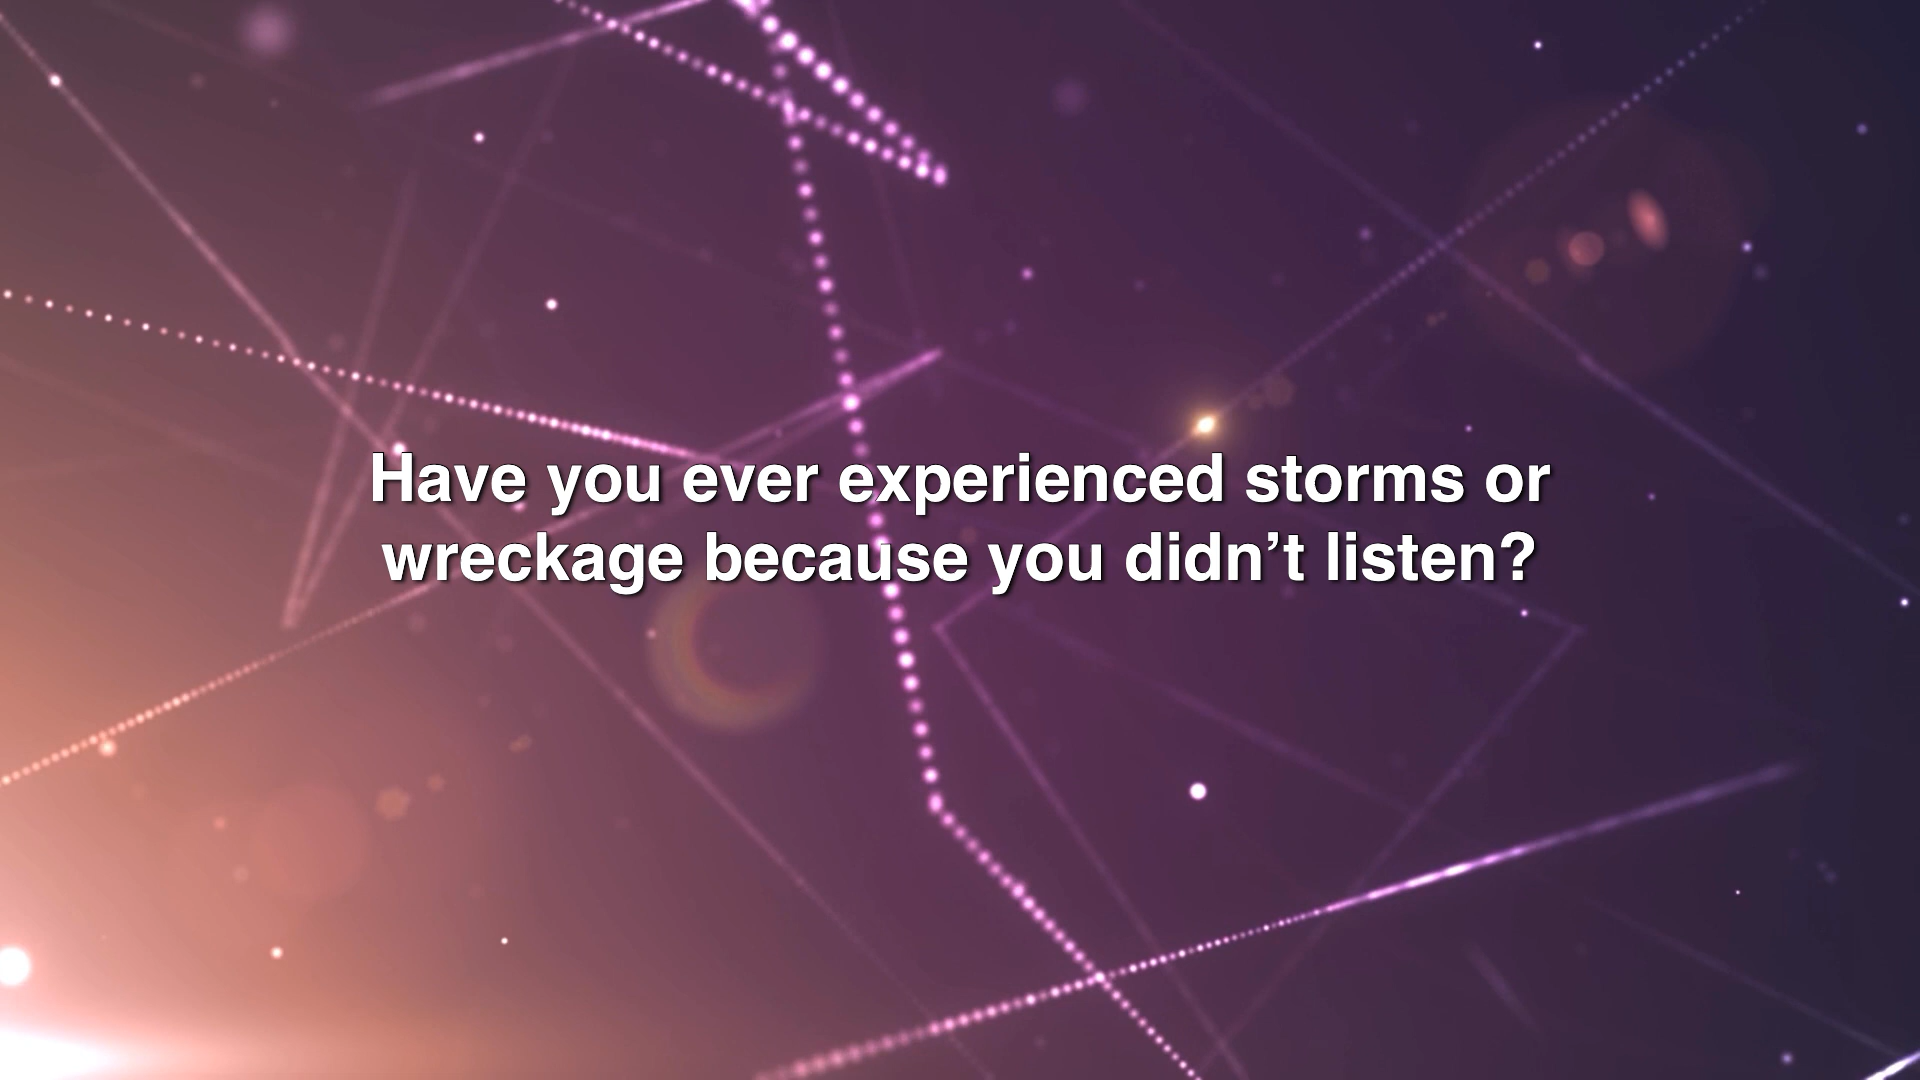 Have you ever experienced storms or
wreckage because you didn’t listen?